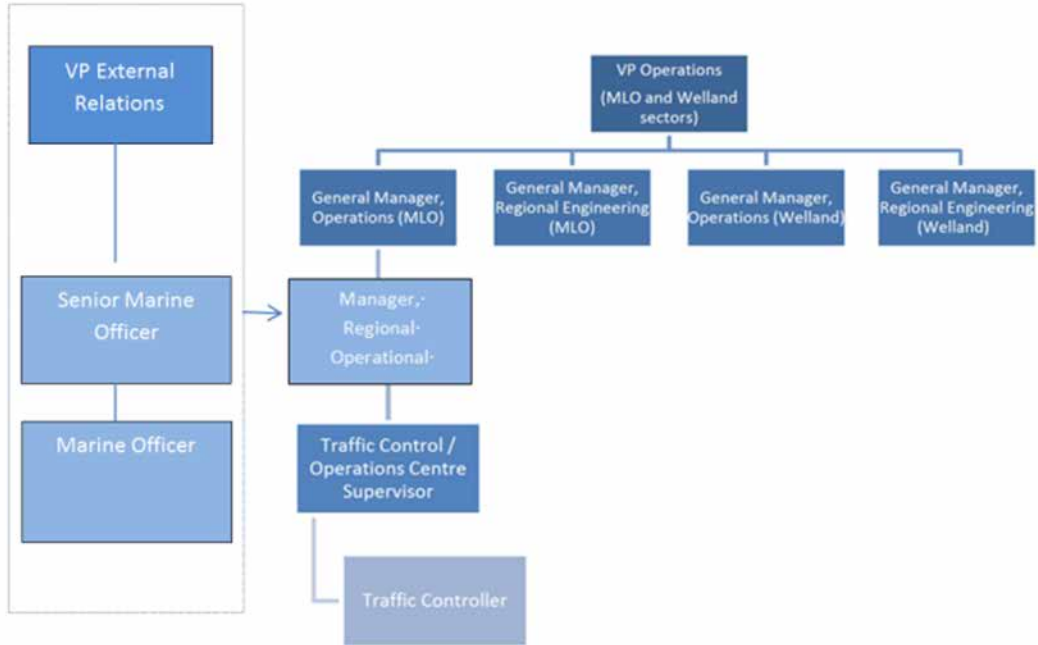 VP External
Relations
Senior Marine
Officer
Marine Officer
VP Operations
(MLO and Welland
sectors)
General Manager,
Operations (MLO)
General Manager,
Regional Engineering
(MLO)
General Manager,
Operations (Welland)
General Manager,
Regional Engineering
(Welland)
Manager,·
Regional·
Operational·
Traffic Control /
Operations Centre
Supervisor
Traffic Controller